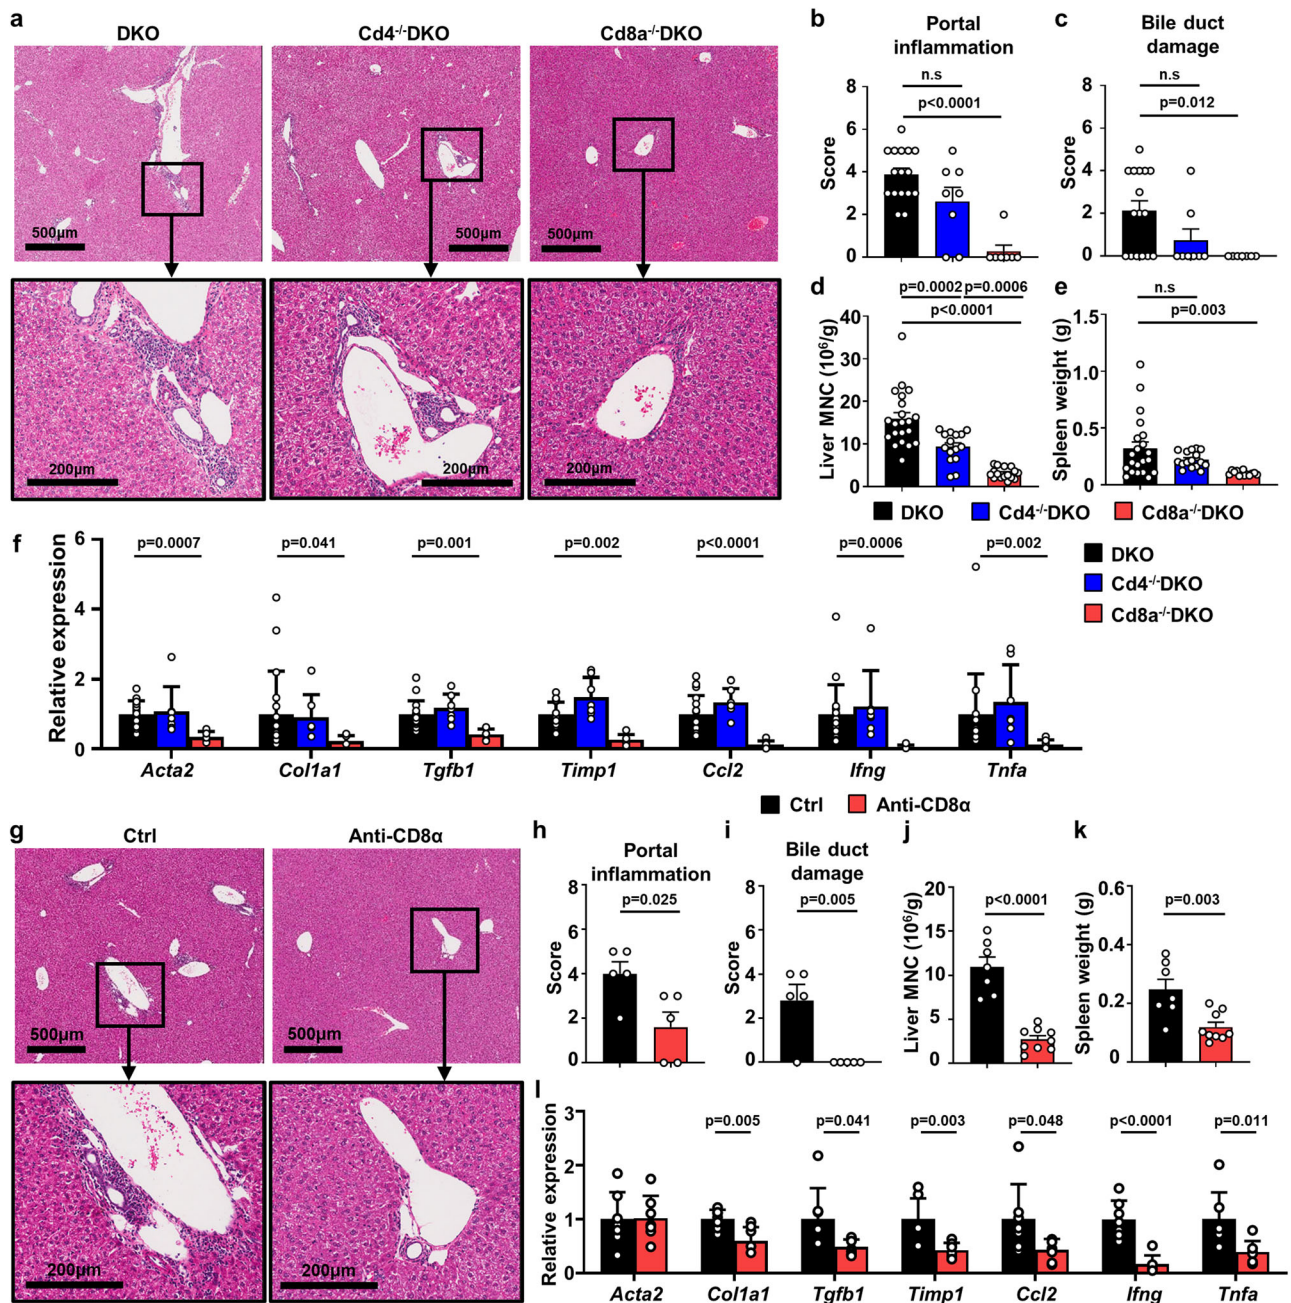 a
DKO
Cd4-/-DKO
Cd8a-/-DKO
500µm
500µm
500µm
200µm
200µm
200µm
b
Portal
inflammation
n.s
p<0.0001
Score
8
6
4
2
0
c
Bile duct
damage
n.s
p=0.012
Score
8
6
4
2
0
d
p=0.0002
p=0.0006
p<0.0001
Liver MNC (10⁶/g)
40
30
20
10
0
e
n.s
p=0.003
Spleen weight (g)
1.5
1.0
0.5
0
DKO
Cd4-/-DKO
Cd8a-/-DKO
f
Relative expression
6
4
2
0
p=0.0007
p=0.041
p=0.001
p=0.002
p<0.0001
p=0.0006
p=0.002
Acta2
Col1a1
Tgfb1
Timp1
Ccl2
Ifng
Tnfa
DKO
Cd4-/-DKO
Cd8a-/-DKO
Ctrl
Anti-CD8α
g
Ctrl
Anti-CD8α
500µm
500µm
200µm
200µm
h
Portal
inflammation
p=0.025
Score
8
6
4
2
0
i
Bile duct
damage
p=0.005
Score
8
6
4
2
0
j
p<0.0001
Liver MNC (10⁶/g)
20
15
10
5
0
k
p=0.003
Spleen weight (g)
0.6
0.4
0.2
0
l
Relative expression
3
2
1
0
p=0.005
p=0.041
p=0.003
p=0.048
p<0.0001
p=0.011
Acta2
Col1a1
Tgfb1
Timp1
Ccl2
Ifng
Tnfa